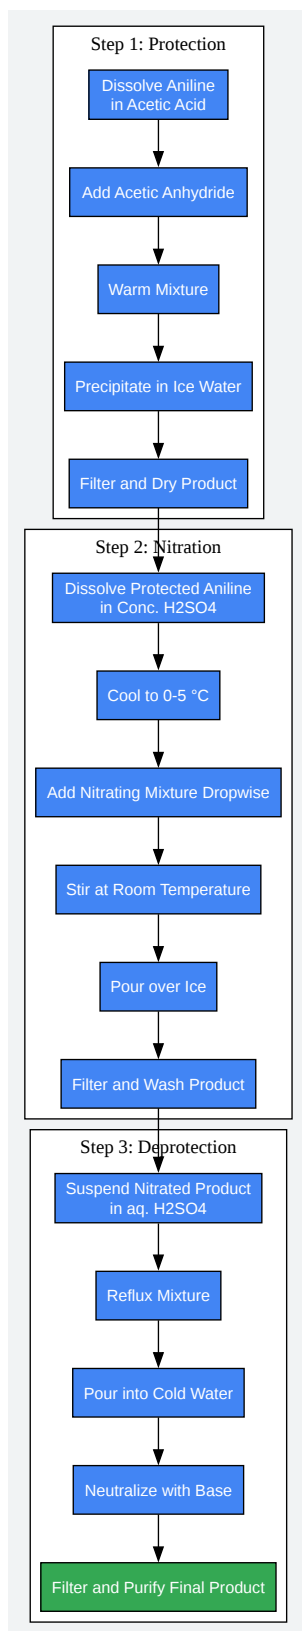 Step 1: Protection
Dissolve Aniline
in Acetic Acid
Add Acetic Anhydride
Warm Mixture
Precipitate in Ice Water
Filter and Dry Product
Step 2: Nitration
Dissolve Protected Aniline
in Conc. H2SO4
Cool to 0-5 °C
Add Nitrating Mixture Dropwise
Stir at Room Temperature
Pour over Ice
Filter and Wash Product
Step 3: Deprotection
Suspend Nitrated Product
in aq. H2SO4
Reflux Mixture
Pour into Cold Water
Neutralize with Base
Filter and Purify Final Product